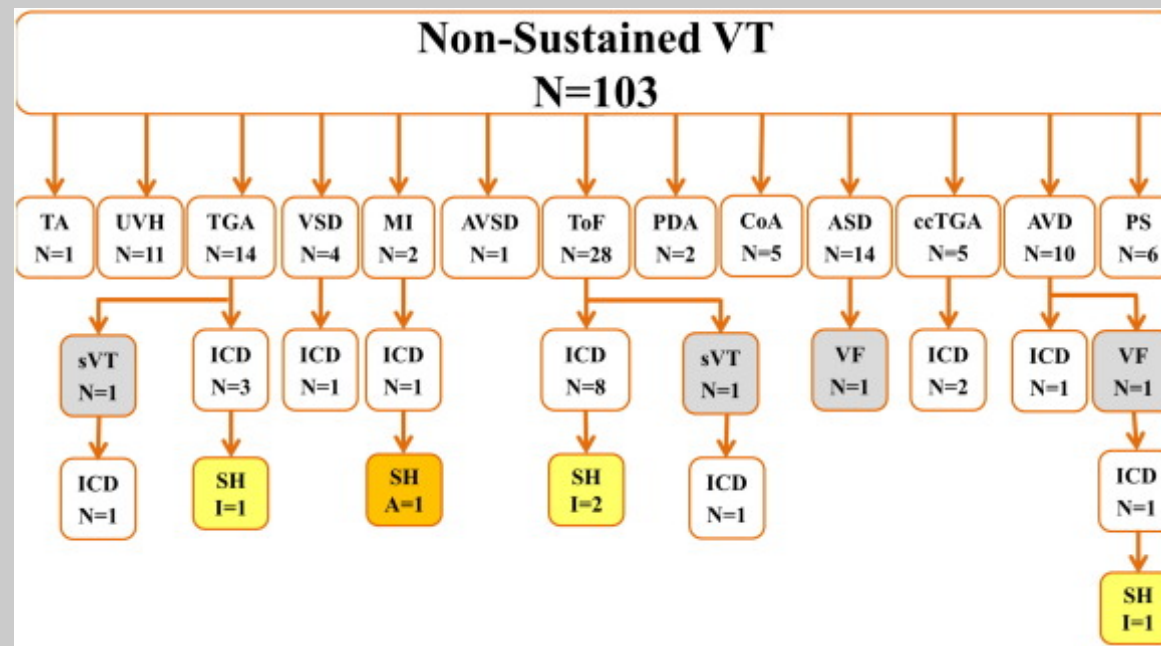 Non-Sustained VT
N=103
TA
N=1
UVH
N=11
TGA
N=14
VSD
N=4
MI
N=2
AVSD
N=1
ToF
N=28
PDA
N=2
CoA
N=5
ASD
N=14
ccTGA
N=5
AVD
N=10
PS
N=6
sVT
N=1
ICD
N=3
ICD
N=1
ICD
N=1
ICD
N=8
sVT
N=1
VF
N=1
ICD
N=2
ICD
N=1
VF
N=1
ICD
N=1
SH
I=1
SH
A=1
SH
I=2
ICD
N=1
ICD
N=1
SH
I=1